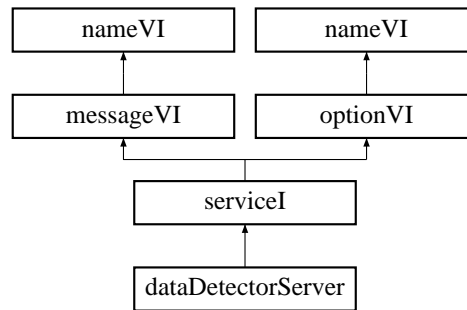 nameVI
nameVI
messageVI
optionVI
serviceI
dataDetectorServer